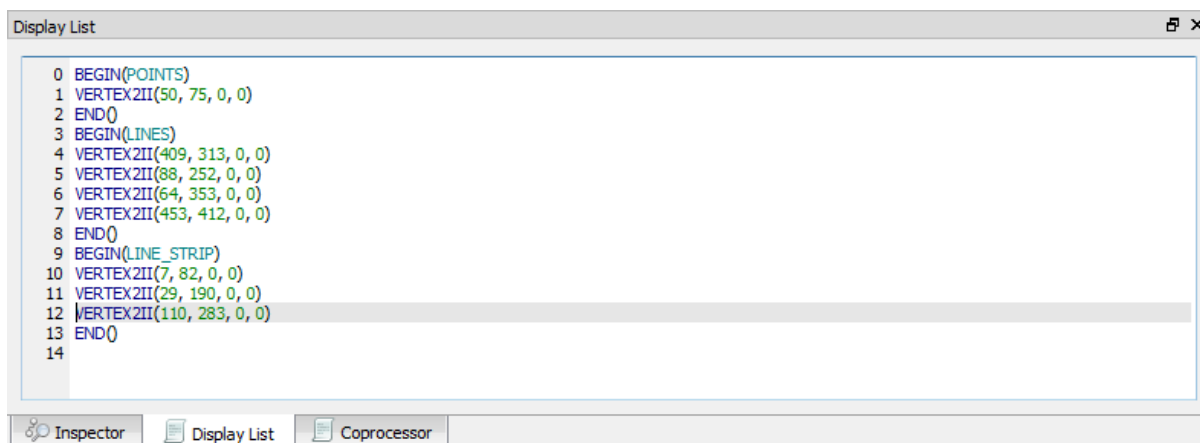 Display List
0 BEGIN(POINTS)
1 VERTEX2II(50, 75, 0, 0)
2 END()
3 BEGIN(LINES)
4 VERTEX2II(409, 313, 0, 0)
5 VERTEX2II(88, 252, 0, 0)
6 VERTEX2II(64, 353, 0, 0)
7 VERTEX2II(453, 412, 0, 0)
8 END()
9 BEGIN(LINE_STRIP)
10 VERTEX2II(7, 82, 0, 0)
11 VERTEX2II(29, 190, 0, 0)
12 VERTEX2II(110, 283, 0, 0)
13 END()
14
Inspector Display List Coprocessor